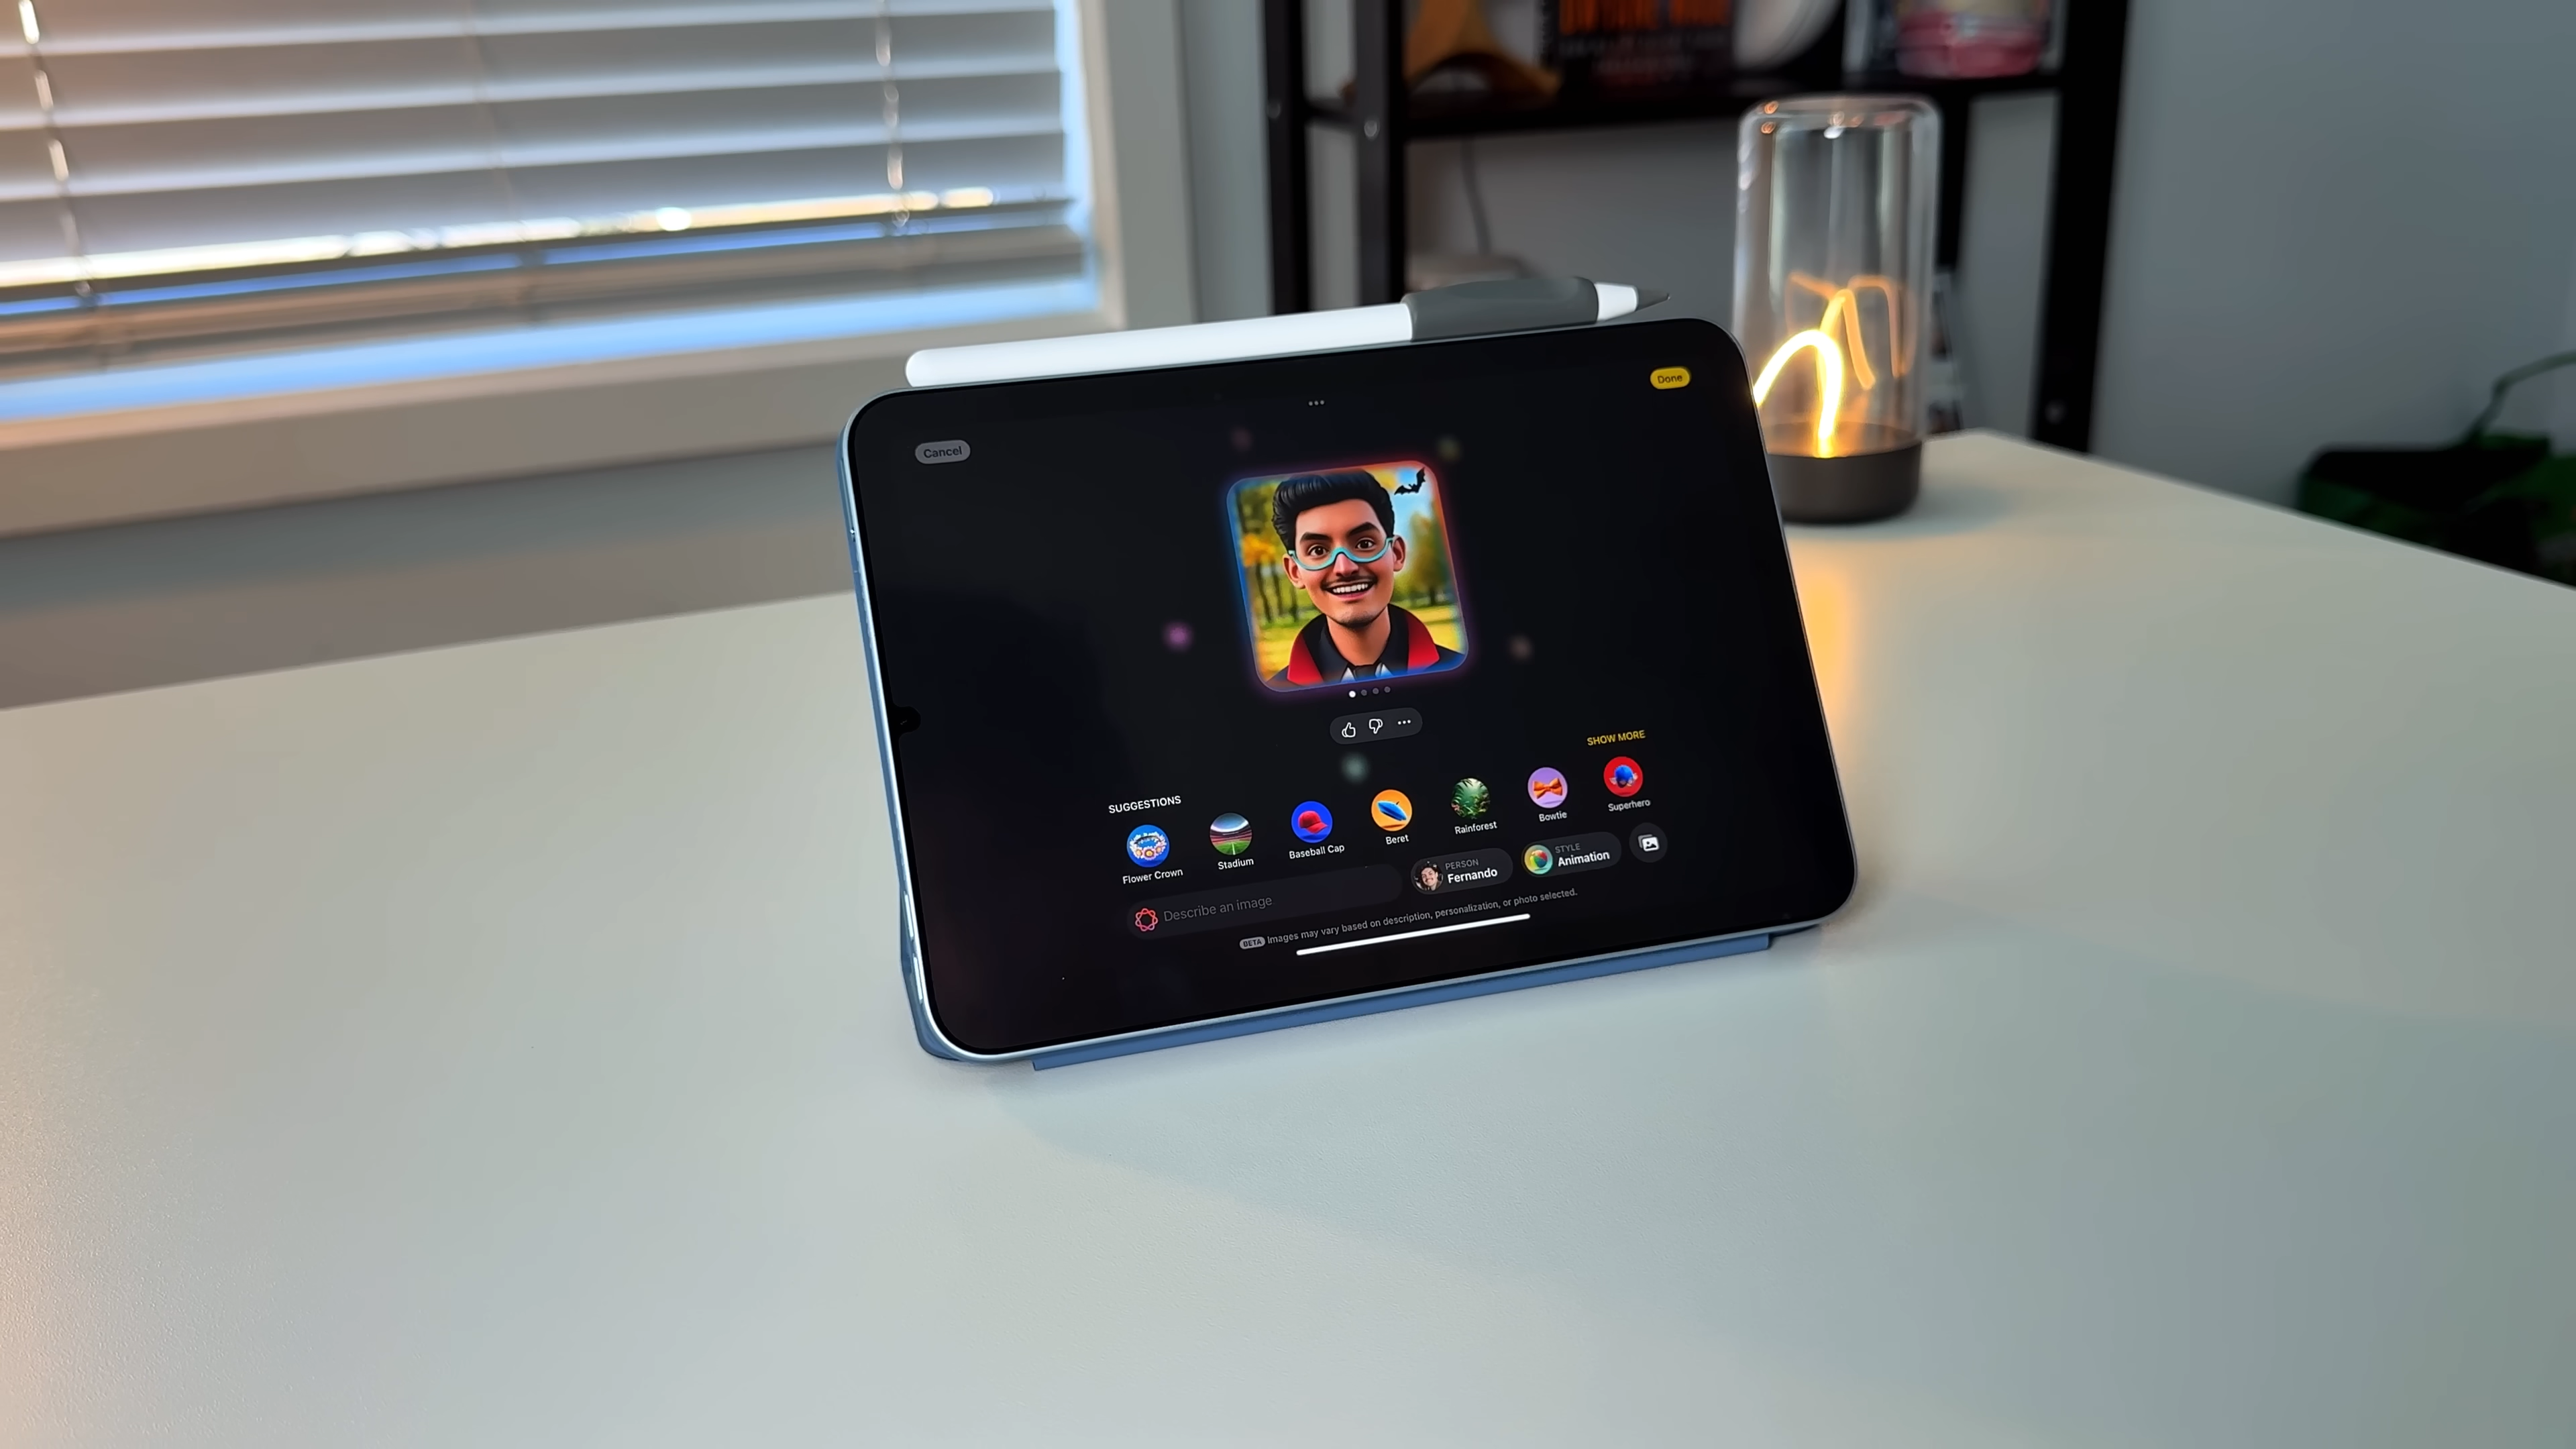 Done
Cancel
SHOW MORE
SUGGESTIONS
Flower Crown
Stadium
Baseball Cap
Beret
Rainforest
Bowtie
Superhero
Describe an image
PERSON
Fernando
STYLE
Animation
BETA Images may vary based on description, personalization, or photo selected.